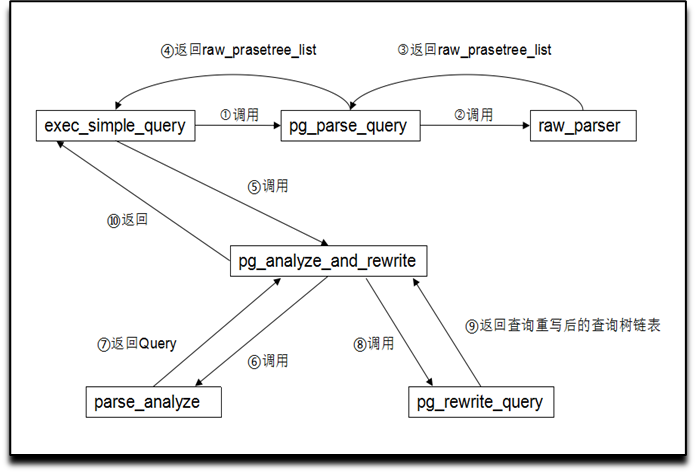 ④返回raw_prasetree_list
③返回raw_prasetree_list
exec_simple_query
①调用
pg_parse_query
②调用
raw_parser
⑤调用
⑩返回
pg_analyze_and_rewrite
⑦返回Query
⑥调用
⑧调用
⑨返回查询重写后的查询树链表
parse_analyze
pg_rewrite_query